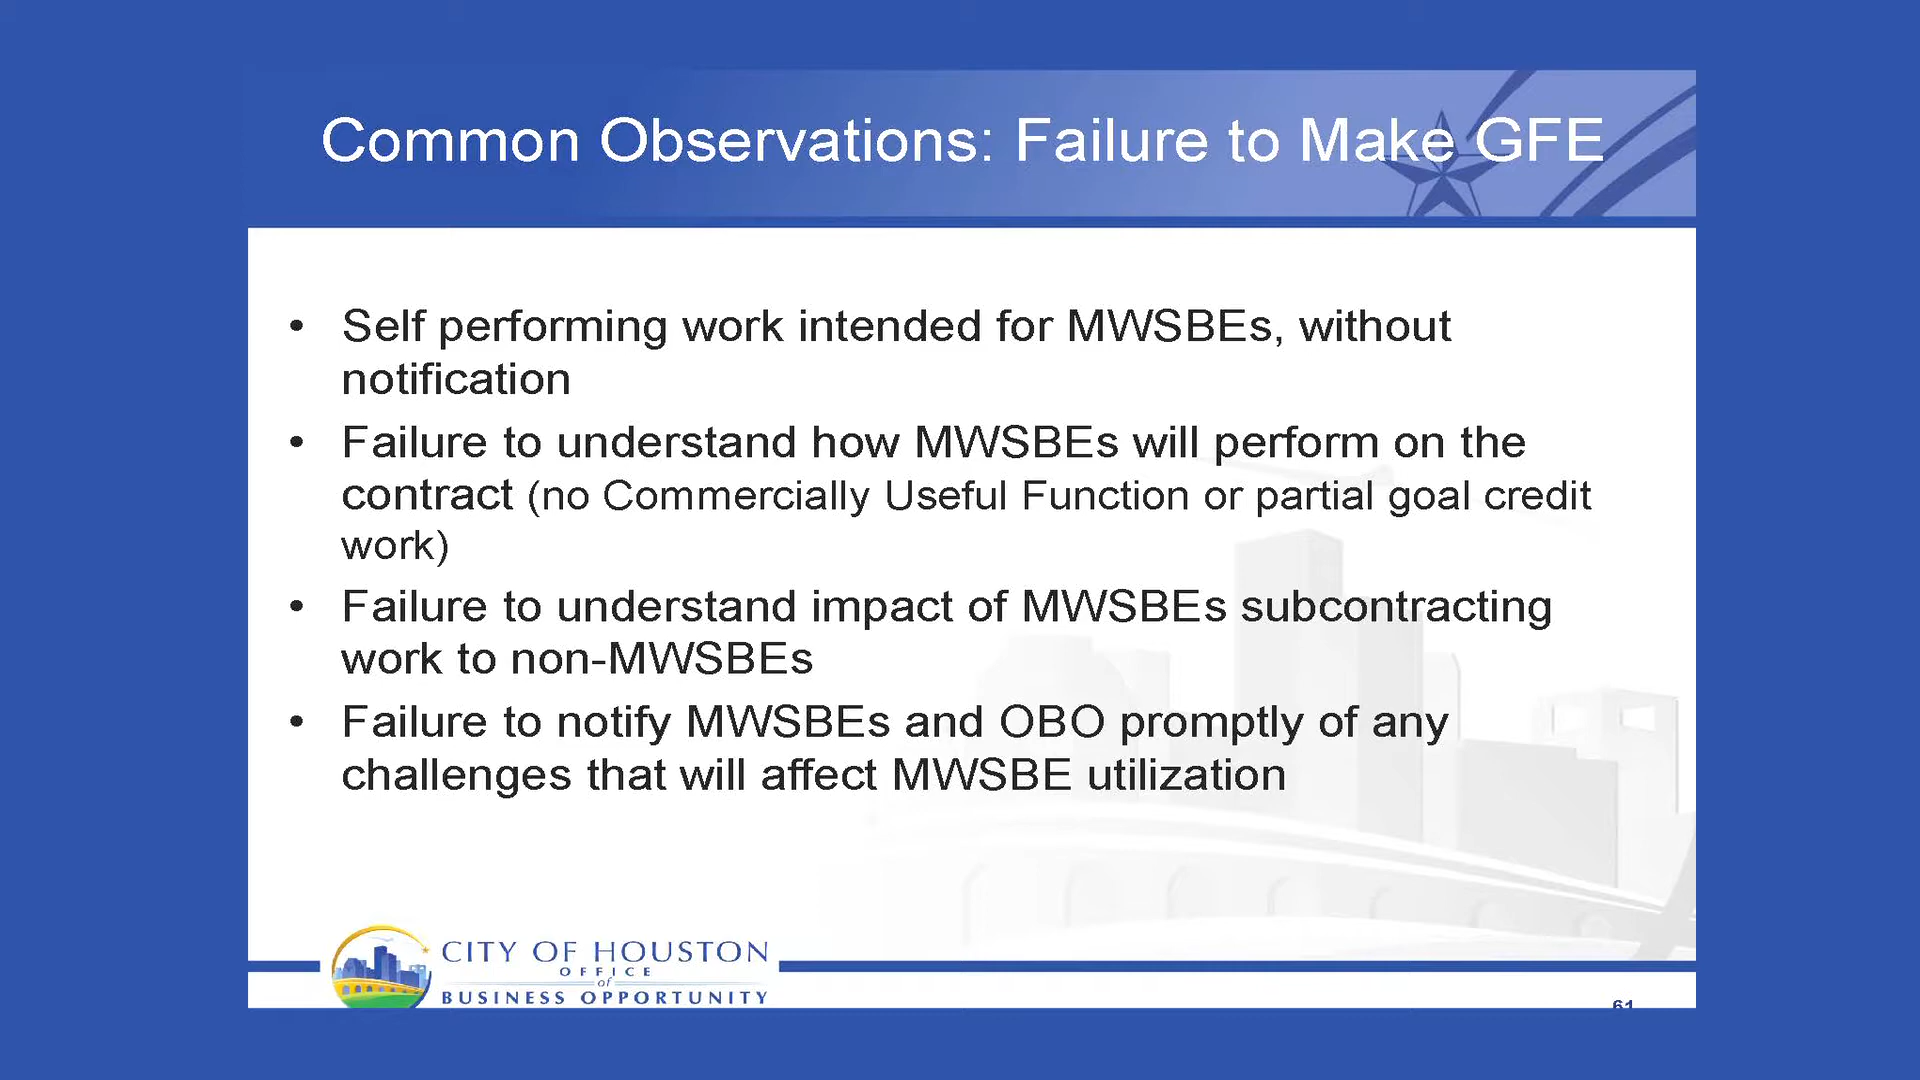 Common Observations: Failure to Make GFE
• Self performing work intended for MWSBEs, without
notification
• Failure to understand how MWSBEs will perform on the
contract (no Commercially Useful Function or partial goal credit
work)
• Failure to understand impact of MWSBEs subcontracting
work to non-MWSBEs
• Failure to notify MWSBEs and OBO promptly of any
challenges that will affect MWSBE utilization
CITY OF HOUSTON
OFFICE
of
BUSINESS OPPORTUNITY
61